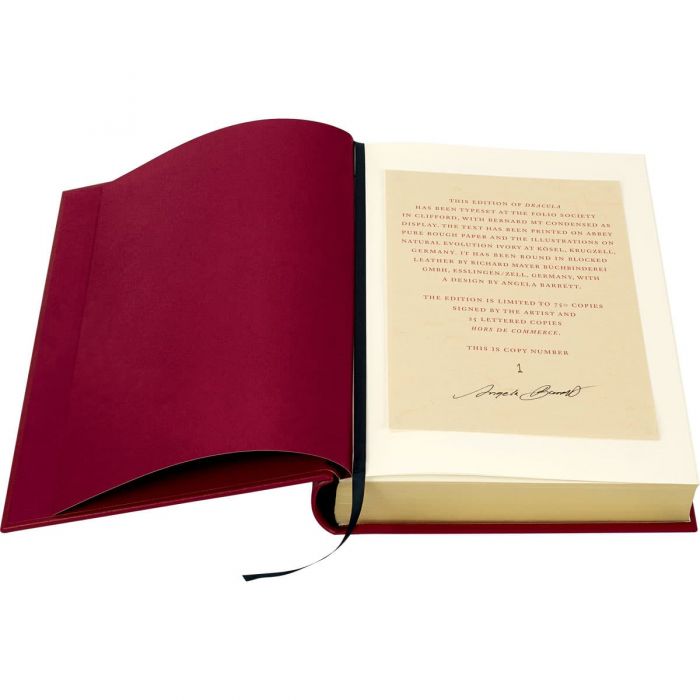 THIS EDITION OF DRACULA
HAS BEEN TYPESET AT THE FOLIO SOCIETY
IN CLIFFORD, WITH BERNARD MT CONDENSED AS
DISPLAY. THE TEXT HAS BEEN PRINTED ON ABBEY
PURE ROUGH PAPER AND THE ILLUSTRATIONS ON
NATURAL EVOLUTION IVORY AT KÖSEL, KRUGZELL,
GERMANY. IT HAS BEEN BOUND IN BLOCKED
LEATHER BY RICHARD MAYER BUCHBINDEREI
GMBH, ESSLINGEN/ZELL, GERMANY, WITH
A DESIGN BY ANGELA BARRETT.
THE EDITION IS LIMITED TO 750 COPIES
SIGNED BY THE ARTIST AND
25 LETTERED COPIES
HORS DE COMMERCE.
THIS IS COPY NUMBER
1
Angela Barrett